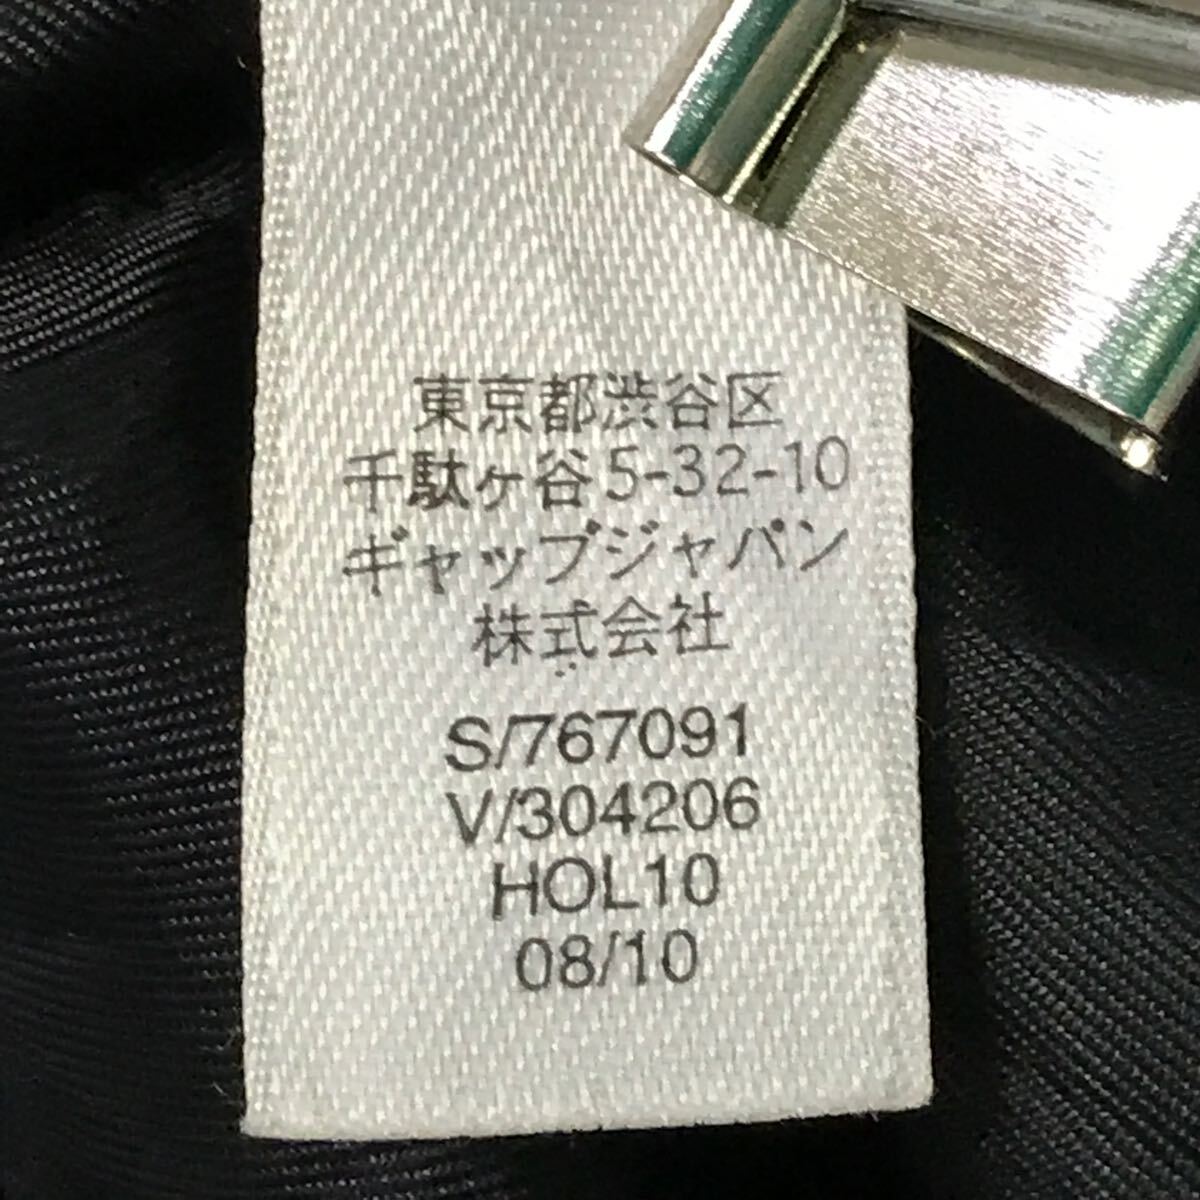 東京都渋谷区
千駄ヶ谷5-32-10
ギャップジャパン
株式会社
S/767091
V/304206
HOL10
08/10